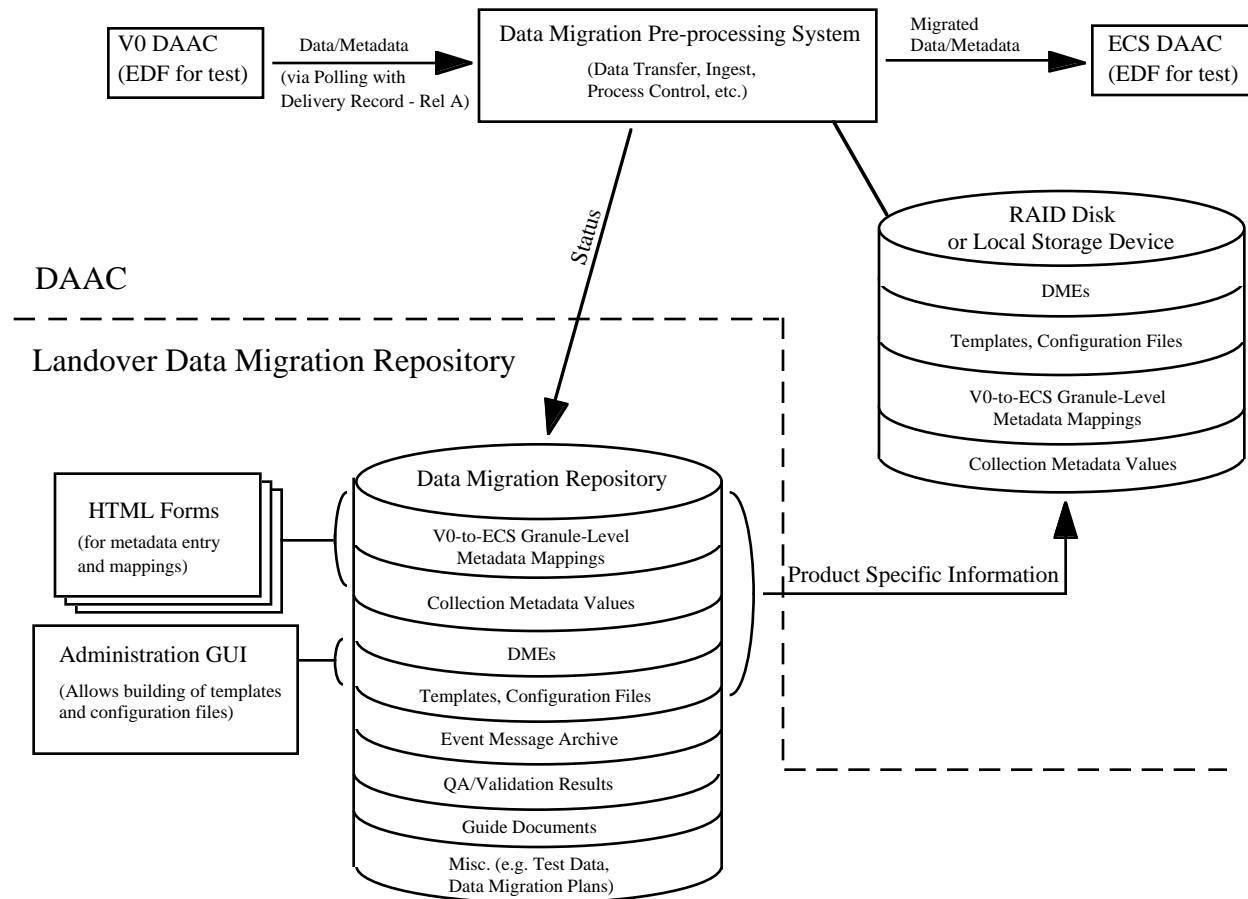 V0 DAAC
(EDF for test)
Data/Metadata
(via Polling with
Delivery Record - Rel A)
Data Migration Pre-processing System
(Data Transfer, Ingest,
Process Control, etc.)
Migrated
Data/Metadata
ECS DAAC
(EDF for test)
Status
RAID Disk
or Local Storage Device
DMEs
Templates, Configuration Files
V0-to-ECS Granule-Level
Metadata Mappings
Collection Metadata Values
DAAC
Landover Data Migration Repository
HTML Forms
(for metadata entry
and mappings)
Administration GUI
(Allows building of templates
and configuration files)
Data Migration Repository
V0-to-ECS Granule-Level
Metadata Mappings
Collection Metadata Values
DMEs
Templates, Configuration Files
Event Message Archive
QA/Validation Results
Guide Documents
Misc. (e.g. Test Data,
Data Migration Plans)
Product Specific Information